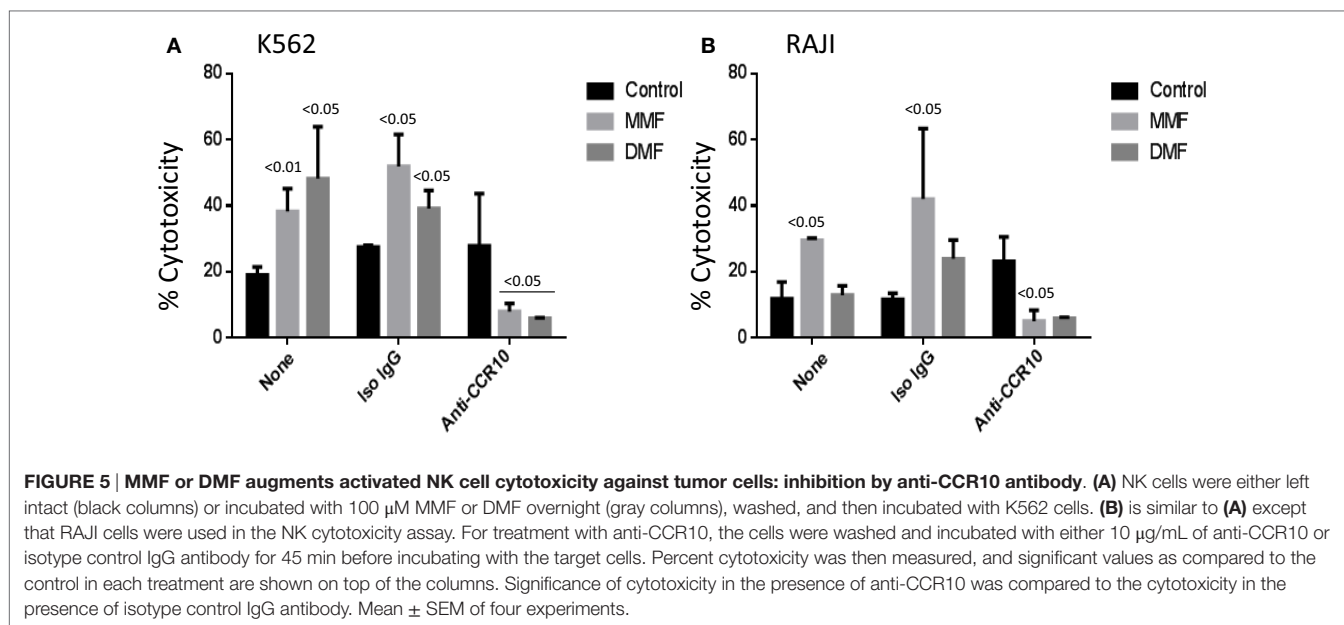 A K562
80
60
40
20
0
% Cytotoxicity
<0.01
<0.05
<0.05
<0.05
<0.05
None
Iso IgG
Anti-CCR10
Control
MMF
DMF
B RAJI
80
60
40
20
0
% Cytotoxicity
<0.05
<0.05
<0.05
None
Iso IgG
Anti-CCR10
Control
MMF
DMF
FIGURE 5 | MMF or DMF augments activated NK cell cytotoxicity against tumor cells: inhibition by anti-CCR10 antibody. (A) NK cells were either left
intact (black columns) or incubated with 100 μM MMF or DMF overnight (gray columns), washed, and then incubated with K562 cells. (B) is similar to (A) except
that RAJI cells were used in the NK cytotoxicity assay. For treatment with anti-CCR10, the cells were washed and incubated with either 10 μg/mL of anti-CCR10 or
isotype control IgG antibody for 45 min before incubating with the target cells. Percent cytotoxicity was then measured, and significant values as compared to the
control in each treatment are shown on top of the columns. Significance of cytotoxicity in the presence of anti-CCR10 was compared to the cytotoxicity in the
presence of isotype control IgG antibody. Mean ± SEM of four experiments.